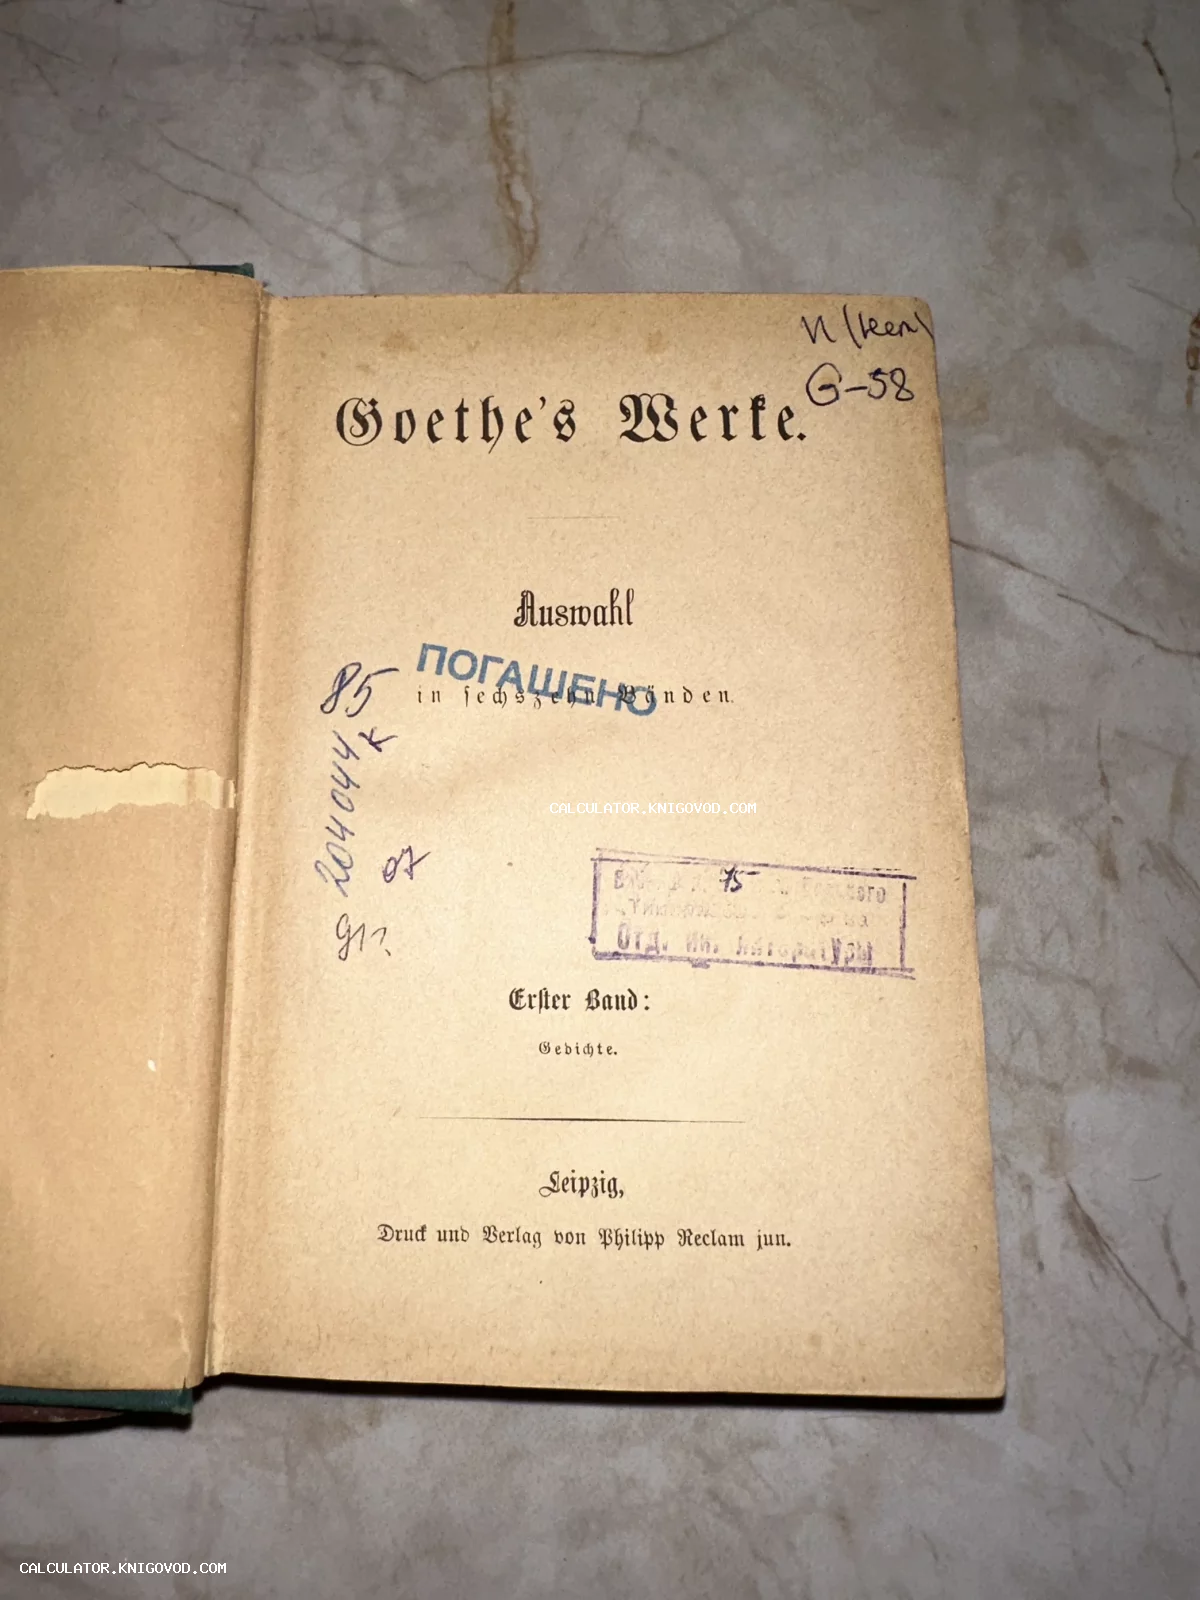 G-58
Goethe's Werke.
Auswahl
ПОГАШЕНО
in sechszehn Bänden.
85
к
204044
07
CALCULATOR.KNIGOVOD.COM
75
Отд. ин. литературы
Erster Band:
Gedichte.
Leipzig,
Druck und Verlag von Philipp Reclam jun.
CALCULATOR.KNIGOVOD.COM